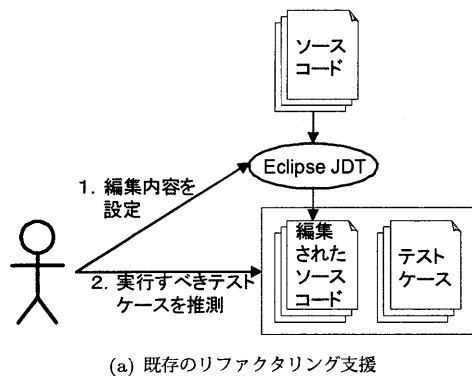 ソース
コード
Eclipse JDT
1. 編集内容を
設定
編集
された
ソース
コード
テスト
ケース
2. 実行すべきテスト
ケースを推測
(a) 既存のリファクタリング支援